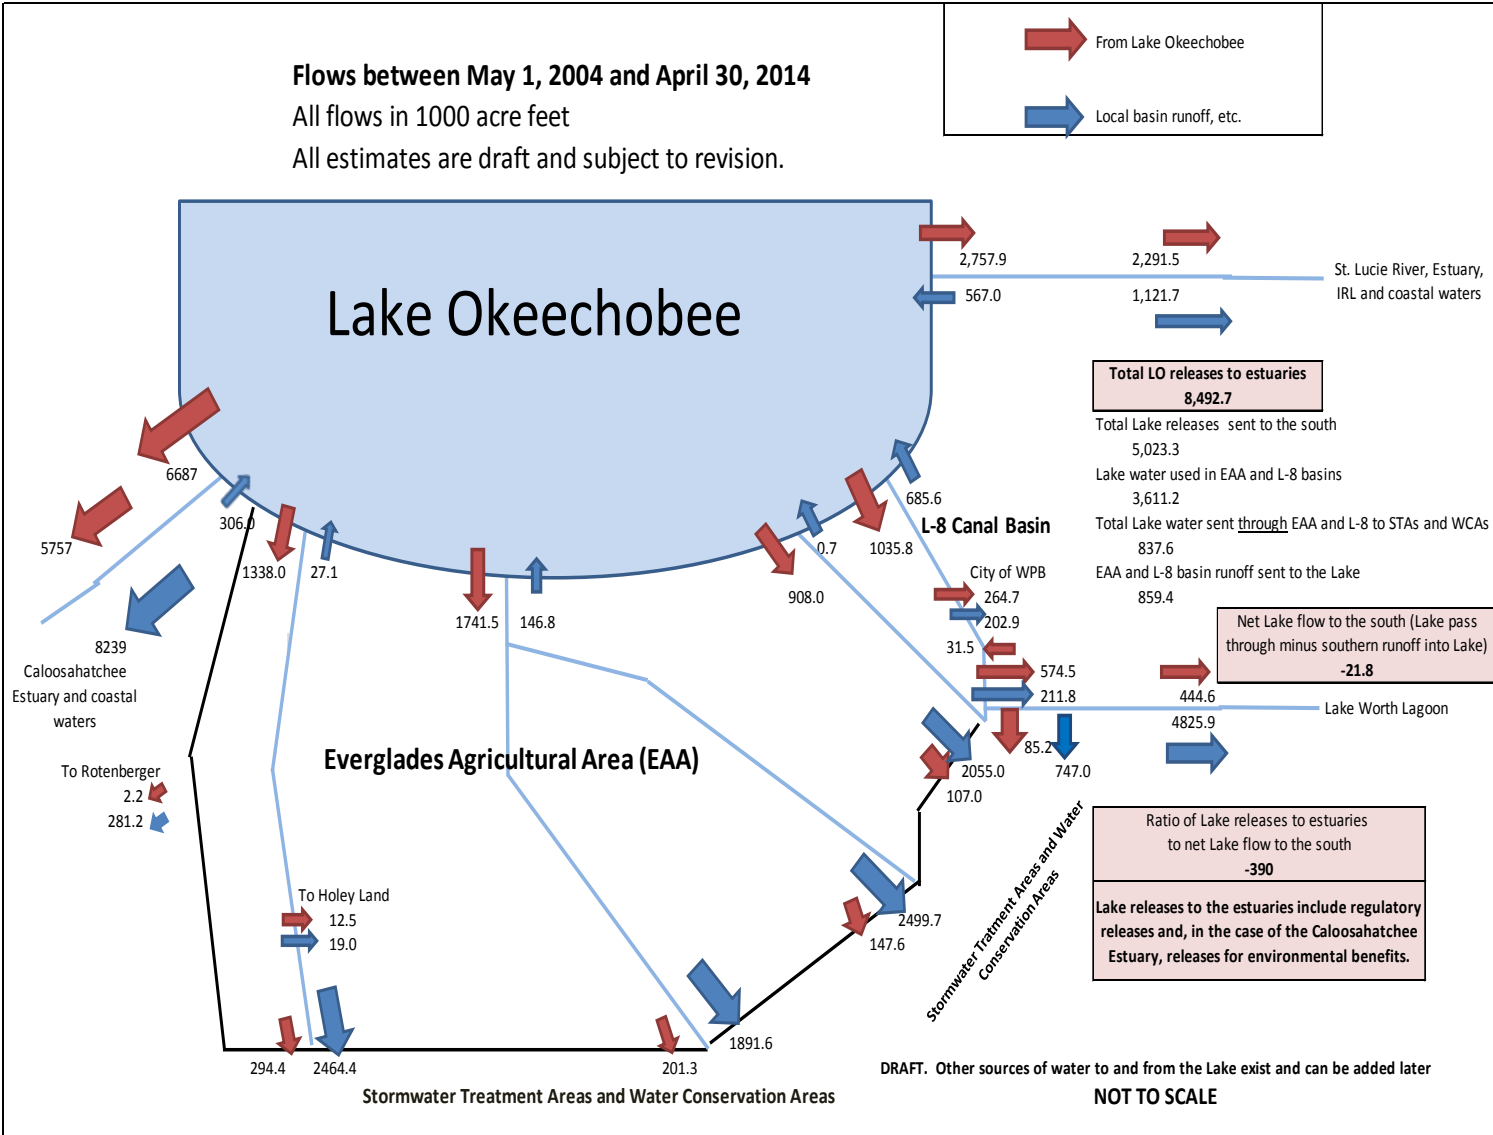 From Lake Okeechobee
Local basin runoff, etc.
Flows between May 1, 2004 and April 30, 2014
All flows in 1000 acre feet
All estimates are draft and subject to revision.
Lake Okeechobee
2,757.9
2,291.5
567.0
1,121.7
St. Lucie River, Estuary,
IRL and coastal waters
Total LO releases to estuaries
8,492.7
Total Lake releases sent to the south
5,023.3
Lake water used in EAA and L-8 basins
3,611.2
Total Lake water sent through EAA and L-8 to STAs and WCAs
837.6
EAA and L-8 basin runoff sent to the Lake
859.4
Net Lake flow to the south (Lake pass
through minus southern runoff into Lake)
-21.8
6687
5757
306.0
8239
Caloosahatchee
Estuary and coastal
waters
1338.0
27.1
1741.5
146.8
908.0
0.7
1035.8
685.6
L-8 Canal Basin
City of WPB
264.7
202.9
31.5
574.5
211.8
444.6
4825.9
Lake Worth Lagoon
85.2
747.0
2055.0
107.0
Everglades Agricultural Area (EAA)
To Rotenberger
2.2
281.2
To Holey Land
12.5
19.0
2499.7
147.6
Stormwater Tratment Areas and Water
Conservation Areas
Ratio of Lake releases to estuaries
to net Lake flow to the south
-390
Lake releases to the estuaries include regulatory
releases and, in the case of the Caloosahatchee
Estuary, releases for environmental benefits.
294.4
2464.4
201.3
1891.6
Stormwater Treatment Areas and Water Conservation Areas
DRAFT. Other sources of water to and from the Lake exist and can be added later
NOT TO SCALE